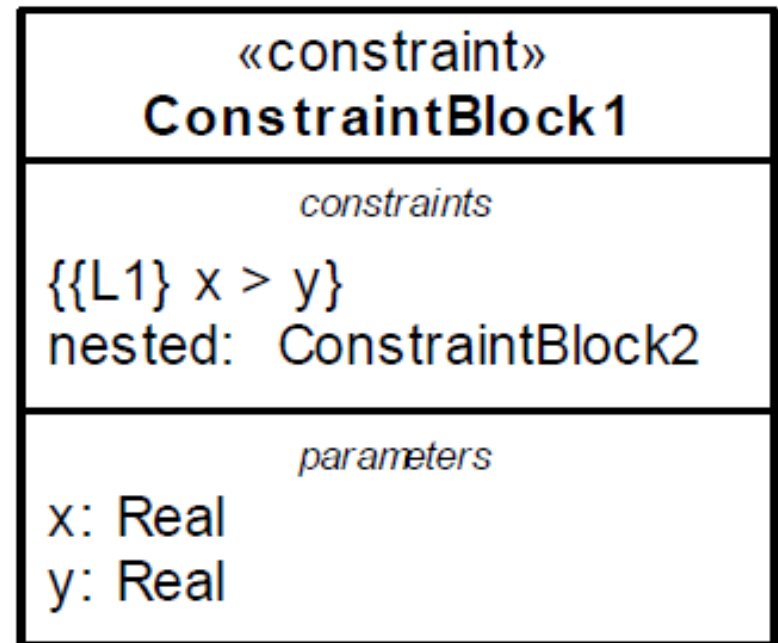 «constraint»
ConstraintBlock1
constraints
{{L1} x > y}
nested: ConstraintBlock2
parameters
x: Real
y: Real